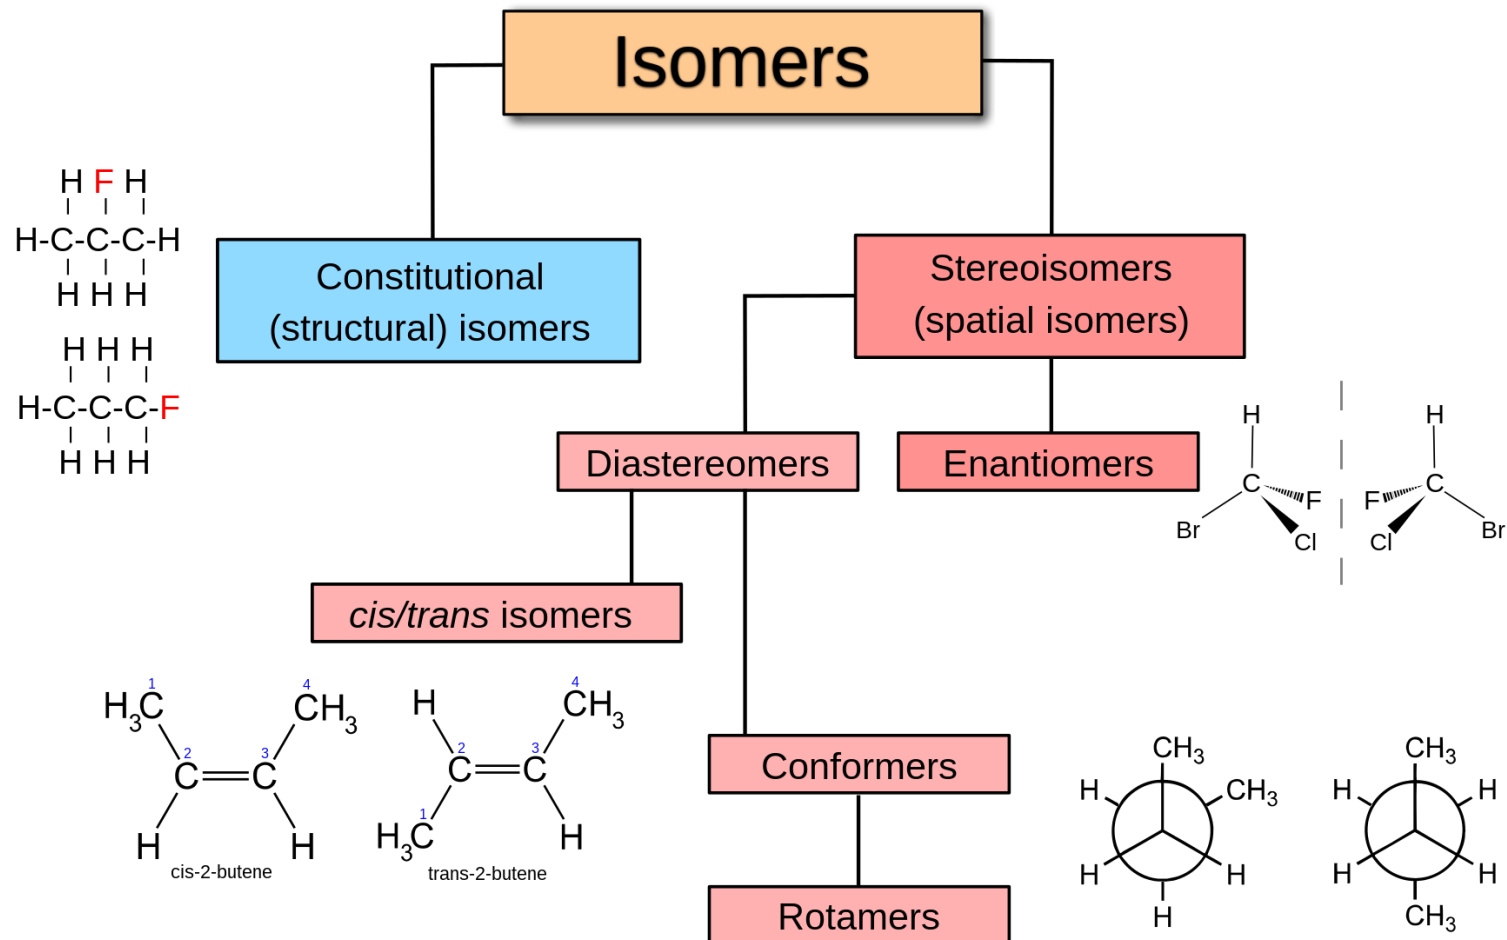 Isomers
H F H
H-C-C-C-H
H H H
H H H
H-C-C-C-F
H H H
Constitutional
(structural) isomers
Stereoisomers
(spatial isomers)
Diastereomers
Enantiomers
H
C
F
Br
Cl
H
F
C
Cl
Br
cis/trans isomers
1
H3C
4
CH3
2
3
C
C
H
H
cis-2-butene
H
4
CH3
2
3
C
C
1
H3C
H
trans-2-butene
Conformers
Rotamers
CH3
H
CH3
H
H
H
CH3
H
H
H
H
CH3